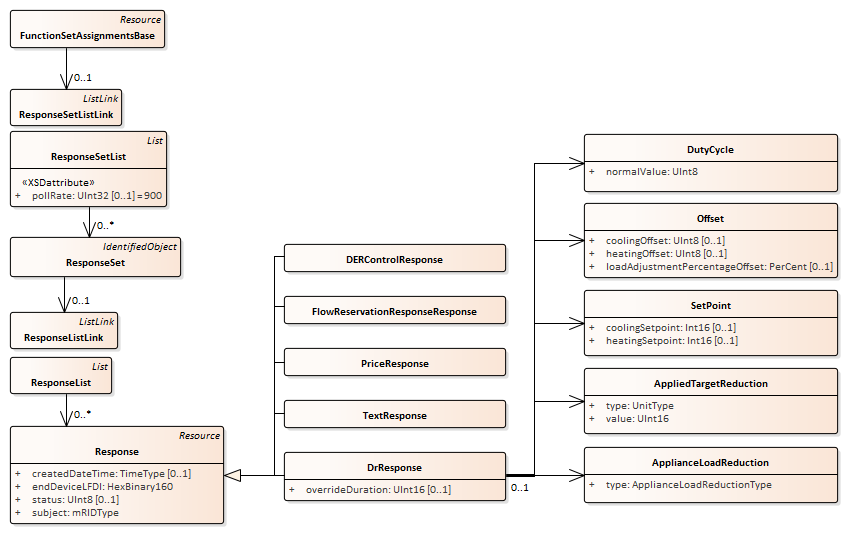 Resource
FunctionSetAssignmentsBase
0..1
ListLink
ResponseSetListLink
List
ResponseSetList
«XSDattribute»
+ pollRate: UInt32 [0..1] = 900
0..*
IdentifiedObject
ResponseSet
0..1
ListLink
ResponseListLink
List
ResponseList
0..*
Resource
Response
+ createdDateTime: TimeType [0..1]
+ endDeviceLFDI: HexBinary160
+ status: UInt8 [0..1]
+ subject: mRIDType
DERControlResponse
FlowReservationResponseResponse
PriceResponse
TextResponse
DrResponse
+ overrideDuration: UInt16 [0..1]
0..1
DutyCycle
+ normalValue: UInt8
Offset
+ coolingOffset: UInt8 [0..1]
+ heatingOffset: UInt8 [0..1]
+ loadAdjustmentPercentageOffset: PerCent [0..1]
SetPoint
+ coolingSetpoint: Int16 [0..1]
+ heatingSetpoint: Int16 [0..1]
AppliedTargetReduction
+ type: UnitType
+ value: UInt16
ApplianceLoadReduction
+ type: ApplianceLoadReductionType